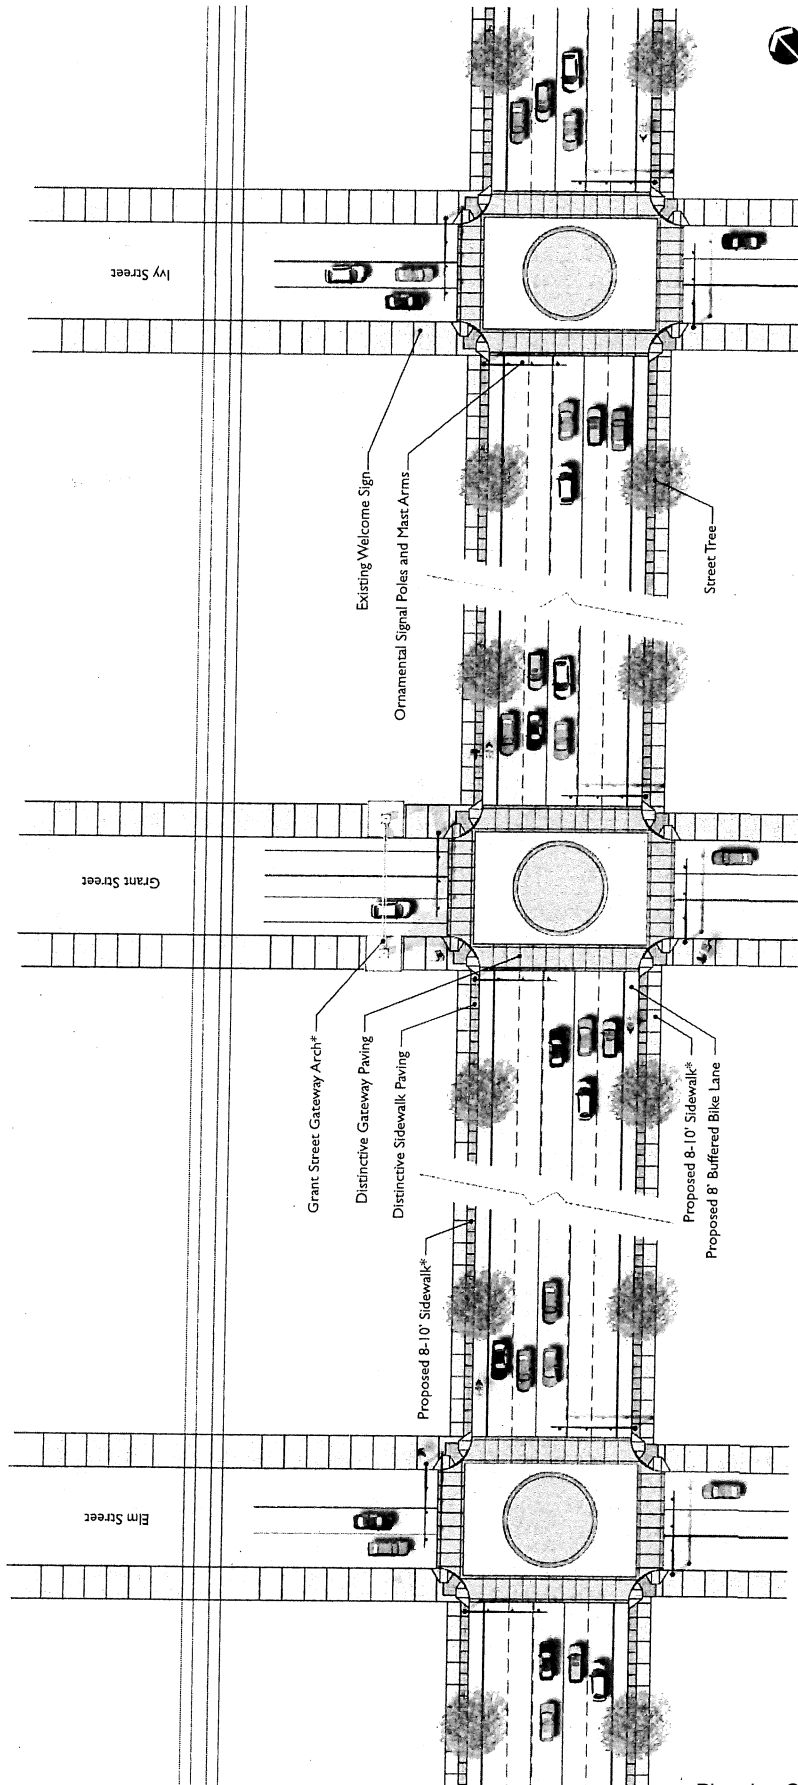 Ivy Street
Existing Welcome Sign
Ornamental Signal Poles and Mast Arms
Street Tree
Grant Street
Grant Street Gateway Arch*
Distinctive Gateway Paving
Distinctive Sidewalk Paving
Proposed 8-10' Sidewalk*
Proposed 8' Buffered Bike Lane
Proposed 8-10' Sidewalk*
Elm Street